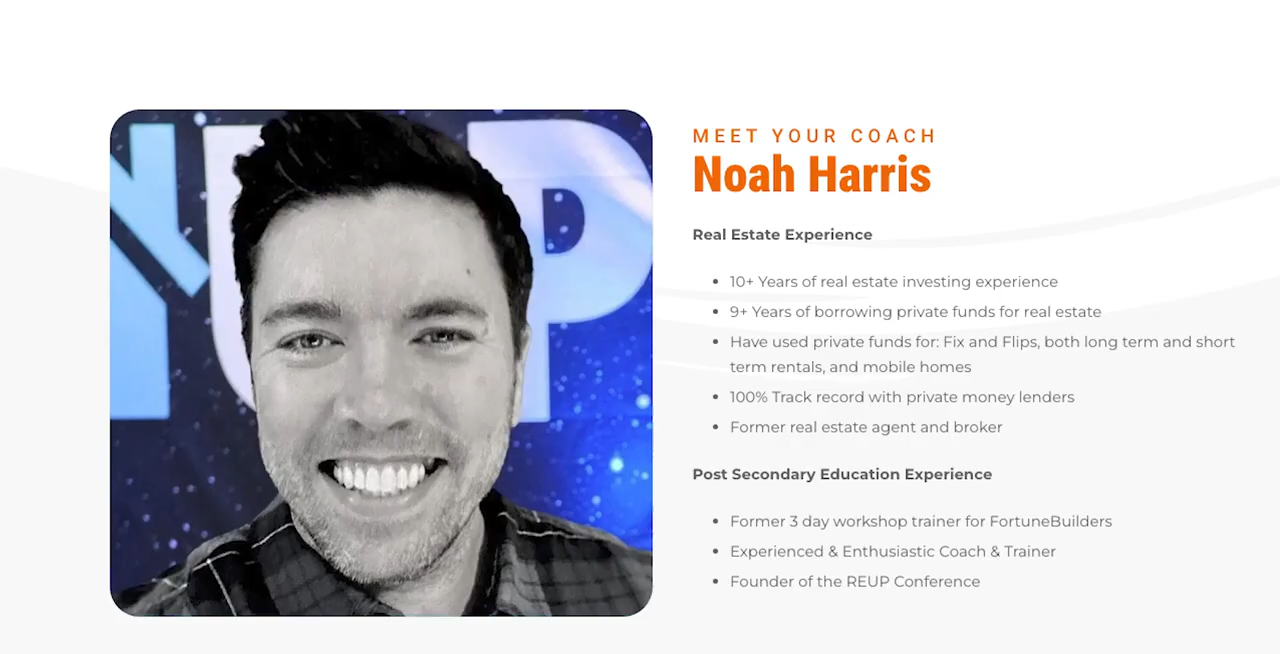 UP
MEET YOUR COACH
Noah Harris
Real Estate Experience
10+ Years of real estate investing experience
9+ Years of borrowing private funds for real estate
Have used private funds for: Fix and Flips, both long term and short
term rentals, and mobile homes
100% Track record with private money lenders
Former real estate agent and broker
Post Secondary Education Experience
Former 3 day workshop trainer for FortuneBuilders
Experienced & Enthusiastic Coach & Trainer
Founder of the REUP Conference